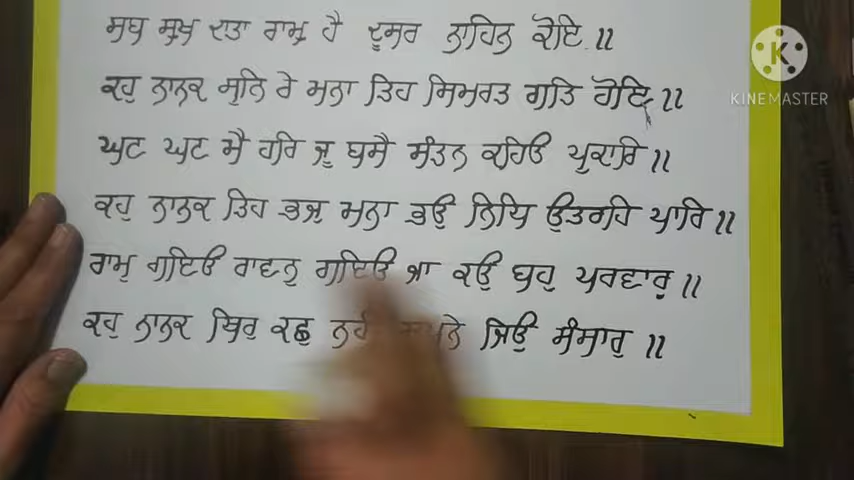 ਸਭ ਸੁਖ ਦਾਤਾ ਰਾਮੁ ਹੈ ਦੂਸਰ ਨਾਹਿਨ ਕੋਇ ॥
ਕਹੁ ਨਾਨਕ ਸੁਨਿ ਰੇ ਮਨਾ ਤਿਹ ਸਿਮਰਤ ਗਤਿ ਹੋਇ ॥
ਘਟ ਘਟ ਮੈ ਹਰਿ ਜੂ ਬਸੈ ਸੰਤਨ ਕਹਿਓ ਪੁਕਾਰਿ ॥
ਕਹੁ ਨਾਨਕ ਤਿਹ ਭਜੁ ਮਨਾ ਭਉ ਨਿਧਿ ਉਤਰਹਿ ਪਾਰਿ ॥
ਰਾਮੁ ਗਇਓ ਰਾਵਨੁ ਗਇਓ ਜਾ ਕਉ ਬਹੁ ਪਰਵਾਰੁ ॥
ਕਹੁ ਨਾਨਕ ਥਿਰੁ ਕਛੁ ਜਿਉ ਸੰਸਾਰੁ ॥
KINEMASTER